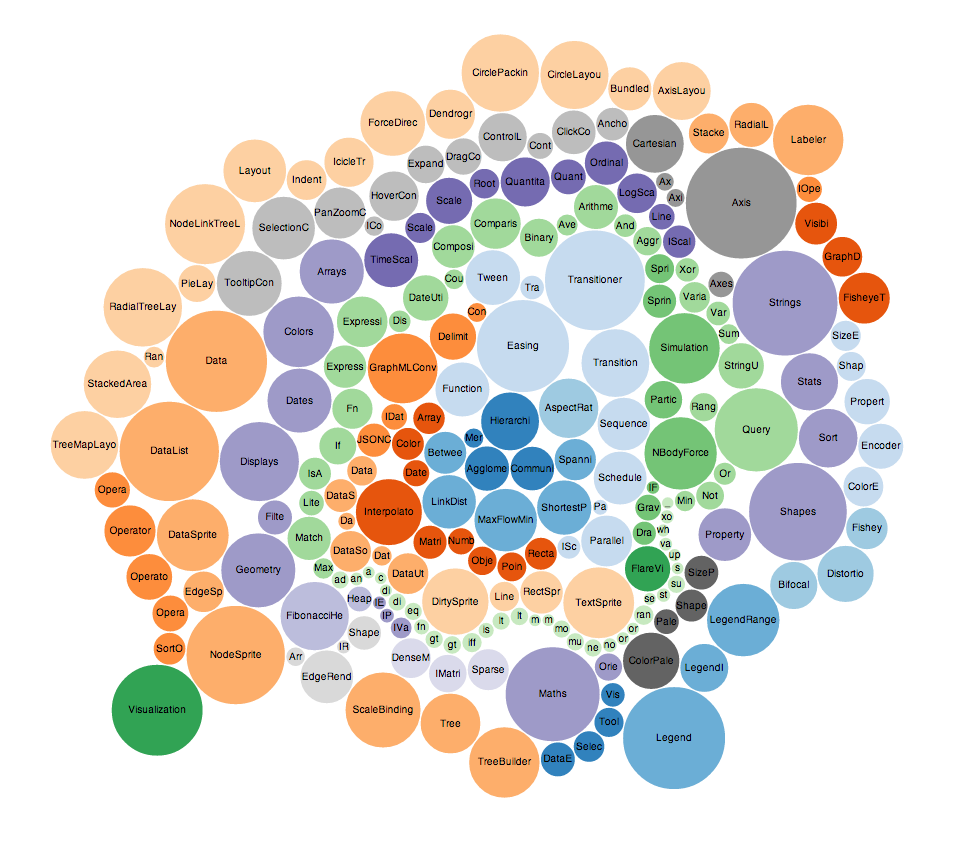 CirclePackin
CircleLayou
Bundled
AxisLayou
Dendrogr
ForceDirec
ControlL
Cont
ClickCo
Ancho
Cartesian
Stacke
RadialL
Labeler
Layout
Indent
IcicleTr
Expand
DragCo
Root
Quantita
Quant
Ordinal
LogSca
Ax
Axi
Axis
IOpe
Visibi
NodeLinkTreeL
SelectionC
PanZoomC
HoverCon
ICo
Scale
Scale
Comparis
Binary
Ave
Arithme
And
Line
Aggr
IScal
GraphD
FisheyeT
RadialTreeLay
PieLay
TooltipCon
Arrays
TimeScal
Composi
Cou
Tween
Tra
Transitioner
Spri
Xor
Sprin
Varia
Axes
Var
Strings
Sum
SizeE
Data
Ran
Colors
Expressi
Dis
DateUti
Con
Delimit
Easing
Transition
Simulation
StringU
Shap
StackedArea
Dates
Express
GraphMLConv
Function
AspectRat
Partic
Rang
Stats
Propert
TreeMapLayo
DataList
Displays
Fn
IDat
Array
Hierarchi
Sequence
Query
Sort
Encoder
If
JSONC
Color
Betwee
Mer
Agglome
Communi
Spanni
NBodyForce
Or
IsA
Data
Date
Schedule
ColorE
Opera
Lite
DataS
Interpolato
LinkDist
MaxFlowMin
ShortestP
Pa
IF
Grav
_
Min
Not
Shapes
Operator
DataSprite
Filte
Match
Da
DataSo
Dat
Matri
Numb
ISc
Parallel
Dra
xo
wh
va
Property
Fishey
Operato
EdgeSp
Geometry
Max
ad
an
a
c
di
DataUt
Obje
Poin
Recta
FlareVi
up
s
su
SizeP
Bifocal
Distortio
Opera
FibonacciHe
Heap
IE
IP
di
eq
DirtySprite
Line
RectSpr
TextSprite
se
st
Shape
Pale
LegendRange
SortO
NodeSprite
Arr
IR
Shape
IVa
fn
gt
gt
iff
is
lt
lt
m
m
mo
mu
ne
no
or
or
ran
EdgeRend
DenseM
IMatri
Sparse
Orie
ColorPale
LegendI
Visualization
ScaleBinding
Tree
Maths
Vis
Tool
Legend
TreeBuilder
DataE
Selec